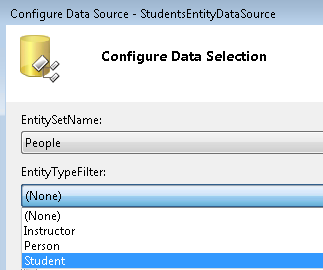 Configure Data Source - StudentsEntityDataSource
Configure Data Selection
EntitySetName:
People
EntityTypeFilter:
(None)
(None)
Instructor
Person
Student